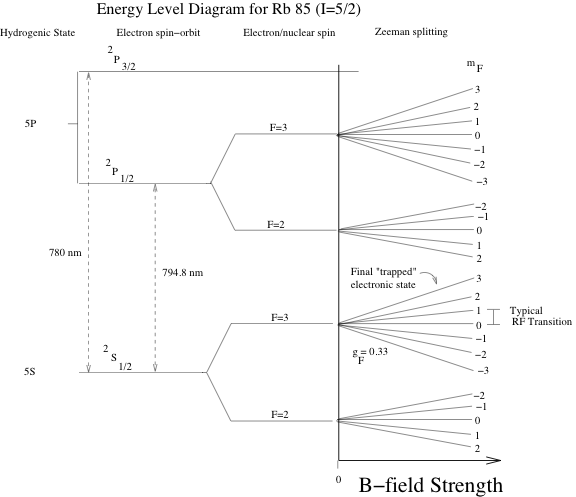 Energy Level Diagram for Rb 85 (I=5/2)
Hydrogenic State
Electron spin−orbit
Electron/nuclear spin
Zeeman splitting
2
P
3/2
m
F
3
2
1
0
−1
−2
−3
F=3
5P
2
P
1/2
−2
−1
0
1
2
F=2
780 nm
794.8 nm
Final "trapped"
electronic state
3
2
1
0
−1
−2
−3
Typical
RF Transition
F=3
g = 0.33
F
2
S
1/2
5S
−2
−1
0
1
2
F=2
0
B−field Strength